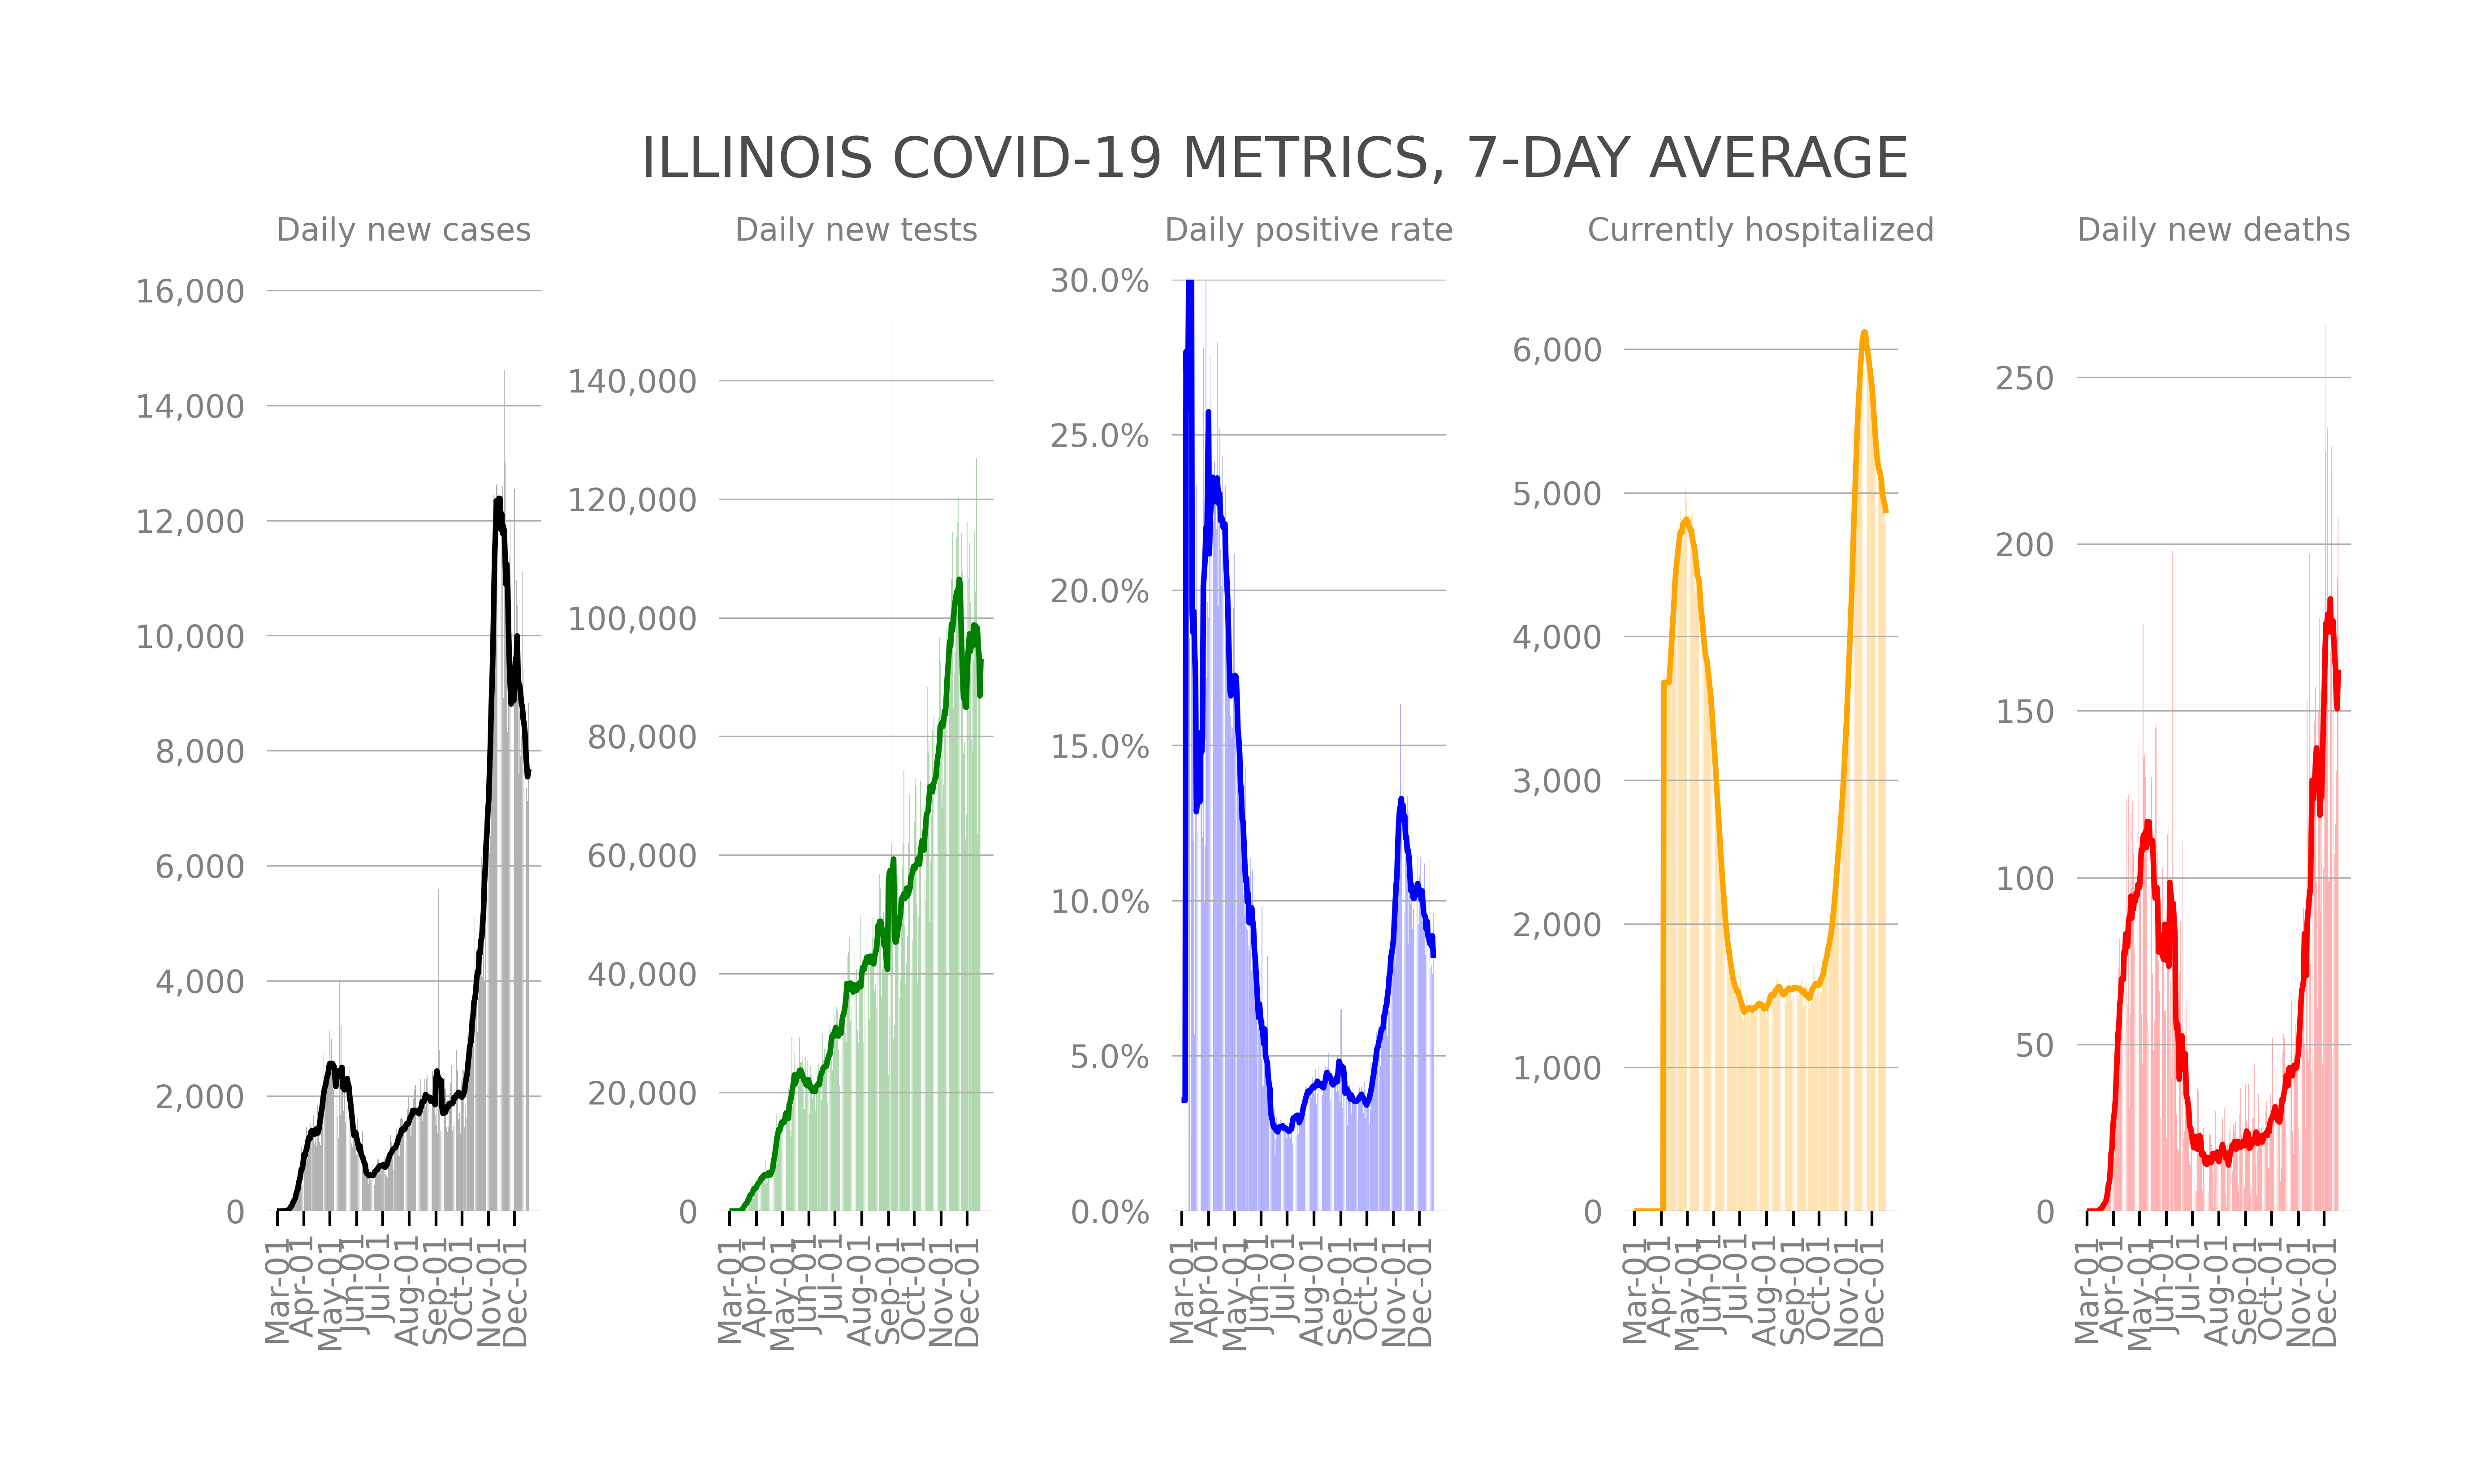 ILLINOIS COVID-19 METRICS, 7-DAY AVERAGE
Daily new cases
16,000
14,000
12,000
10,000
8,000
6,000
4,000
2,000
0
Mar-01
Apr-01
May-01
Jun-01
Jul-01
Aug-01
Sep-01
Oct-01
Nov-01
Dec-01
Daily new tests
140,000
120,000
100,000
80,000
60,000
40,000
20,000
0
Mar-01
Apr-01
May-01
Jun-01
Jul-01
Aug-01
Sep-01
Oct-01
Nov-01
Dec-01
Daily positive rate
30.0%
25.0%
20.0%
15.0%
10.0%
5.0%
0.0%
Mar-01
Apr-01
May-01
Jun-01
Jul-01
Aug-01
Sep-01
Oct-01
Nov-01
Dec-01
Currently hospitalized
6,000
5,000
4,000
3,000
2,000
1,000
0
Mar-01
Apr-01
May-01
Jun-01
Jul-01
Aug-01
Sep-01
Oct-01
Nov-01
Dec-01
Daily new deaths
250
200
150
100
50
0
Mar-01
Apr-01
May-01
Jun-01
Jul-01
Aug-01
Sep-01
Oct-01
Nov-01
Dec-01